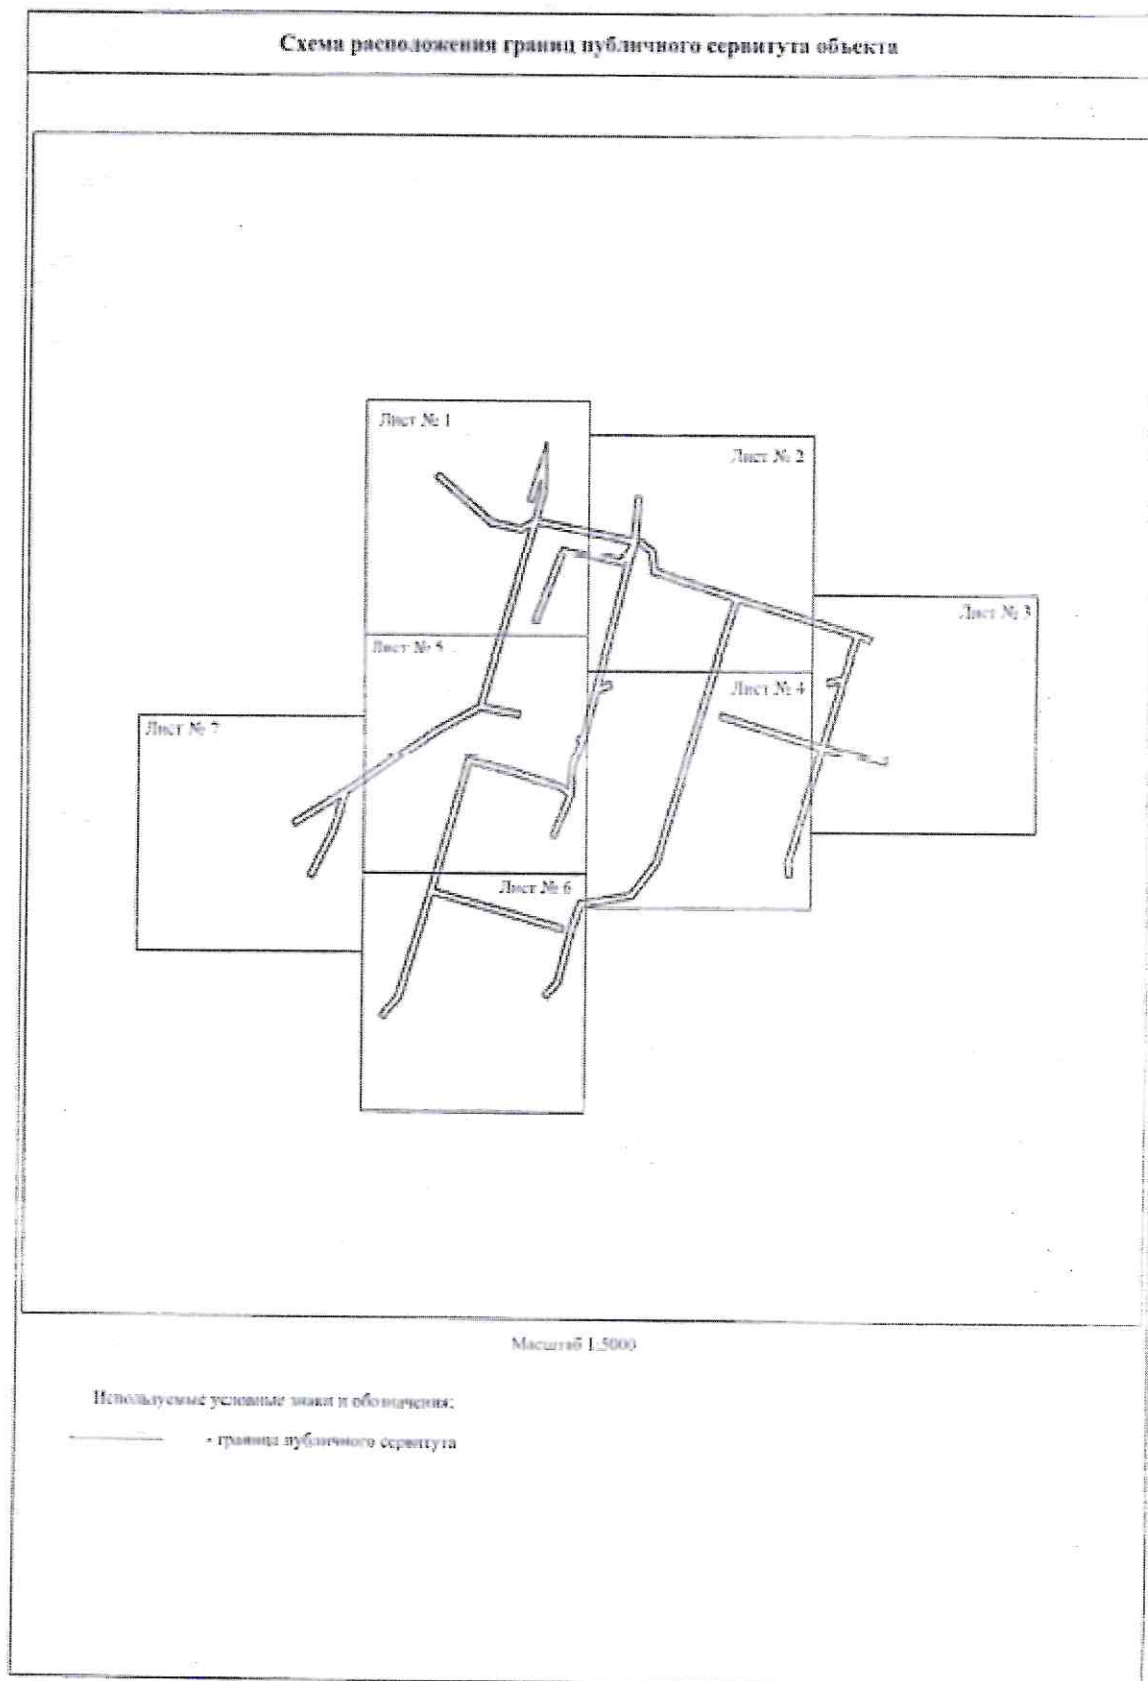 Схема расположения границ публичного сервитута объекта
Лист № 1
Лист № 2
Лист № 3
Лист № 5
Лист № 4
Лист № 7
Лист № 6
Масштаб 1:5000
Используемые условные знаки и обозначения:
- граница публичного сервитута